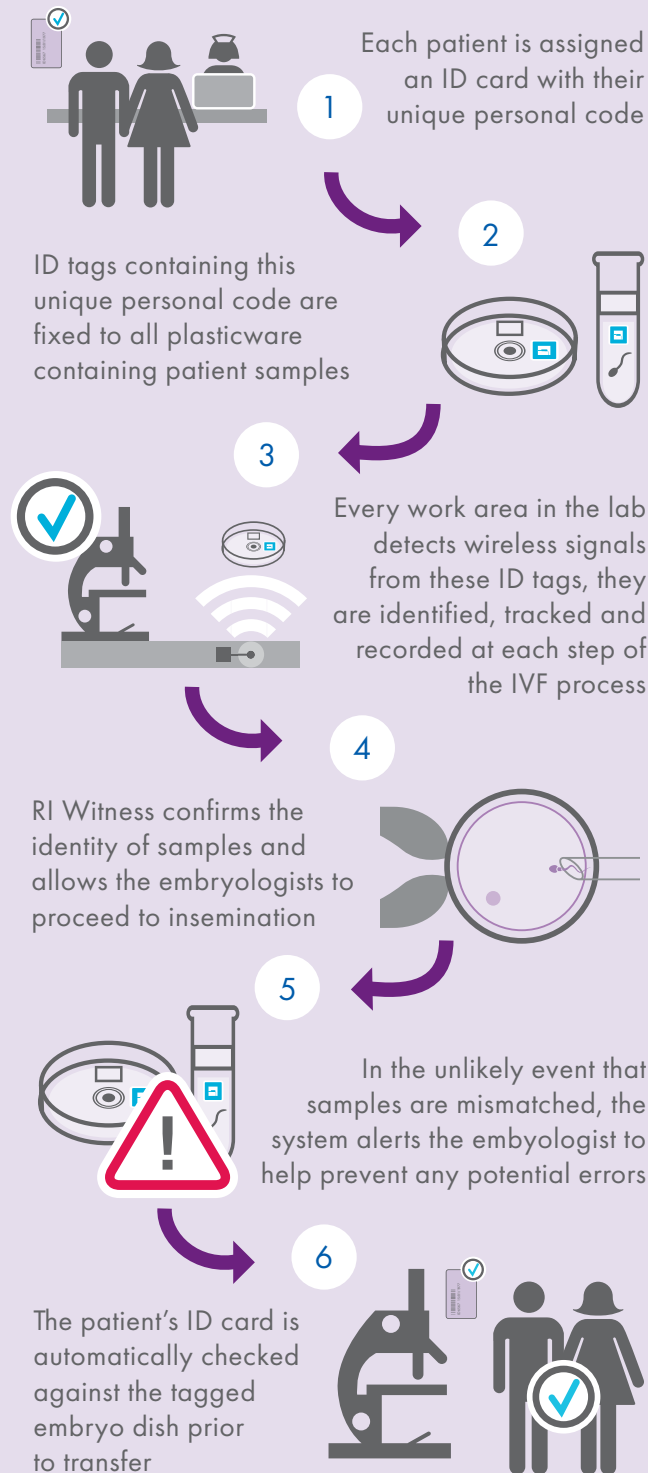 1
Each patient is assigned
an ID card with their
unique personal code
2
ID tags containing this
unique personal code are
fixed to all plasticware
containing patient samples
3
Every work area in the lab
detects wireless signals
from these ID tags, they
are identified, tracked and
recorded at each step of
the IVF process
4
RI Witness confirms the
identity of samples and
allows the embryologists to
proceed to insemination
5
In the unlikely event that
samples are mismatched, the
system alerts the embyologist to
help prevent any potential errors
!
6
The patient's ID card is
automatically checked
against the tagged
embryo dish prior
to transfer